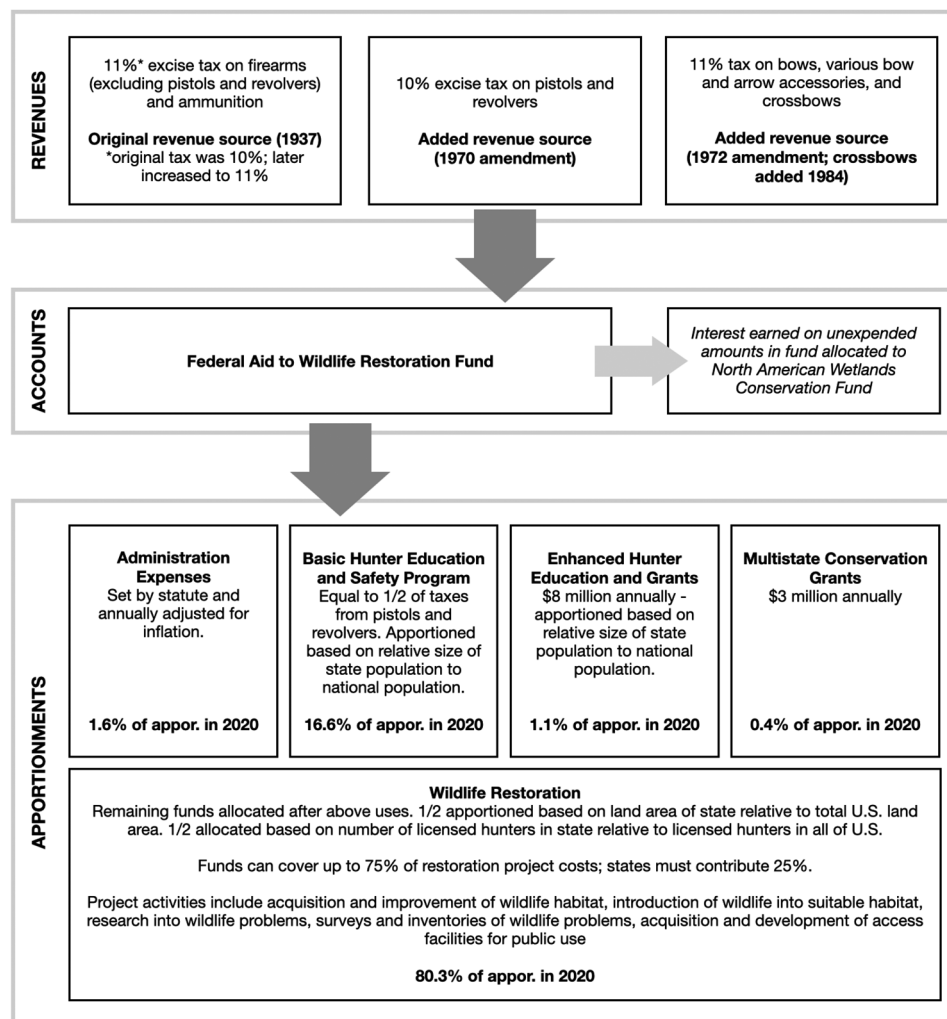 REVENUES
11%* excise tax on firearms
(excluding pistols and revolvers)
and ammunition
Original revenue source (1937)
*original tax was 10%; later
increased to 11%
10% excise tax on pistols and
revolvers
Added revenue source
(1970 amendment)
11% tax on bows, various bow
and arrow accessories, and
crossbows
Added revenue source
(1972 amendment; crossbows
added 1984)
ACCOUNTS
Federal Aid to Wildlife Restoration Fund
Interest earned on unexpended
amounts in fund allocated to
North American Wetlands
Conservation Fund
APPORTIONMENTS
Administration
Expenses
Set by statute and
annually adjusted for
inflation.
1.6% of appor. in 2020
Basic Hunter Education
and Safety Program
Equal to 1/2 of taxes
from pistols and
revolvers. Apportioned
based on relative size of
state population to
national population.
16.6% of appor. in 2020
Enhanced Hunter
Education and Grants
$8 million annually -
apportioned based on
relative size of state
population to national
population.
1.1% of appor. in 2020
Multistate Conservation
Grants
$3 million annually
0.4% of appor. in 2020
Wildlife Restoration
Remaining funds allocated after above uses. 1/2 apportioned based on land area of state relative to total U.S. land
area. 1/2 allocated based on number of licensed hunters in state relative to licensed hunters in all of U.S.
Funds can cover up to 75% of restoration project costs; states must contribute 25%.
Project activities include acquisition and improvement of wildlife habitat, introduction of wildlife into suitable habitat,
research into wildlife problems, surveys and inventories of wildlife problems, acquisition and development of access
facilities for public use
80.3% of appor. in 2020